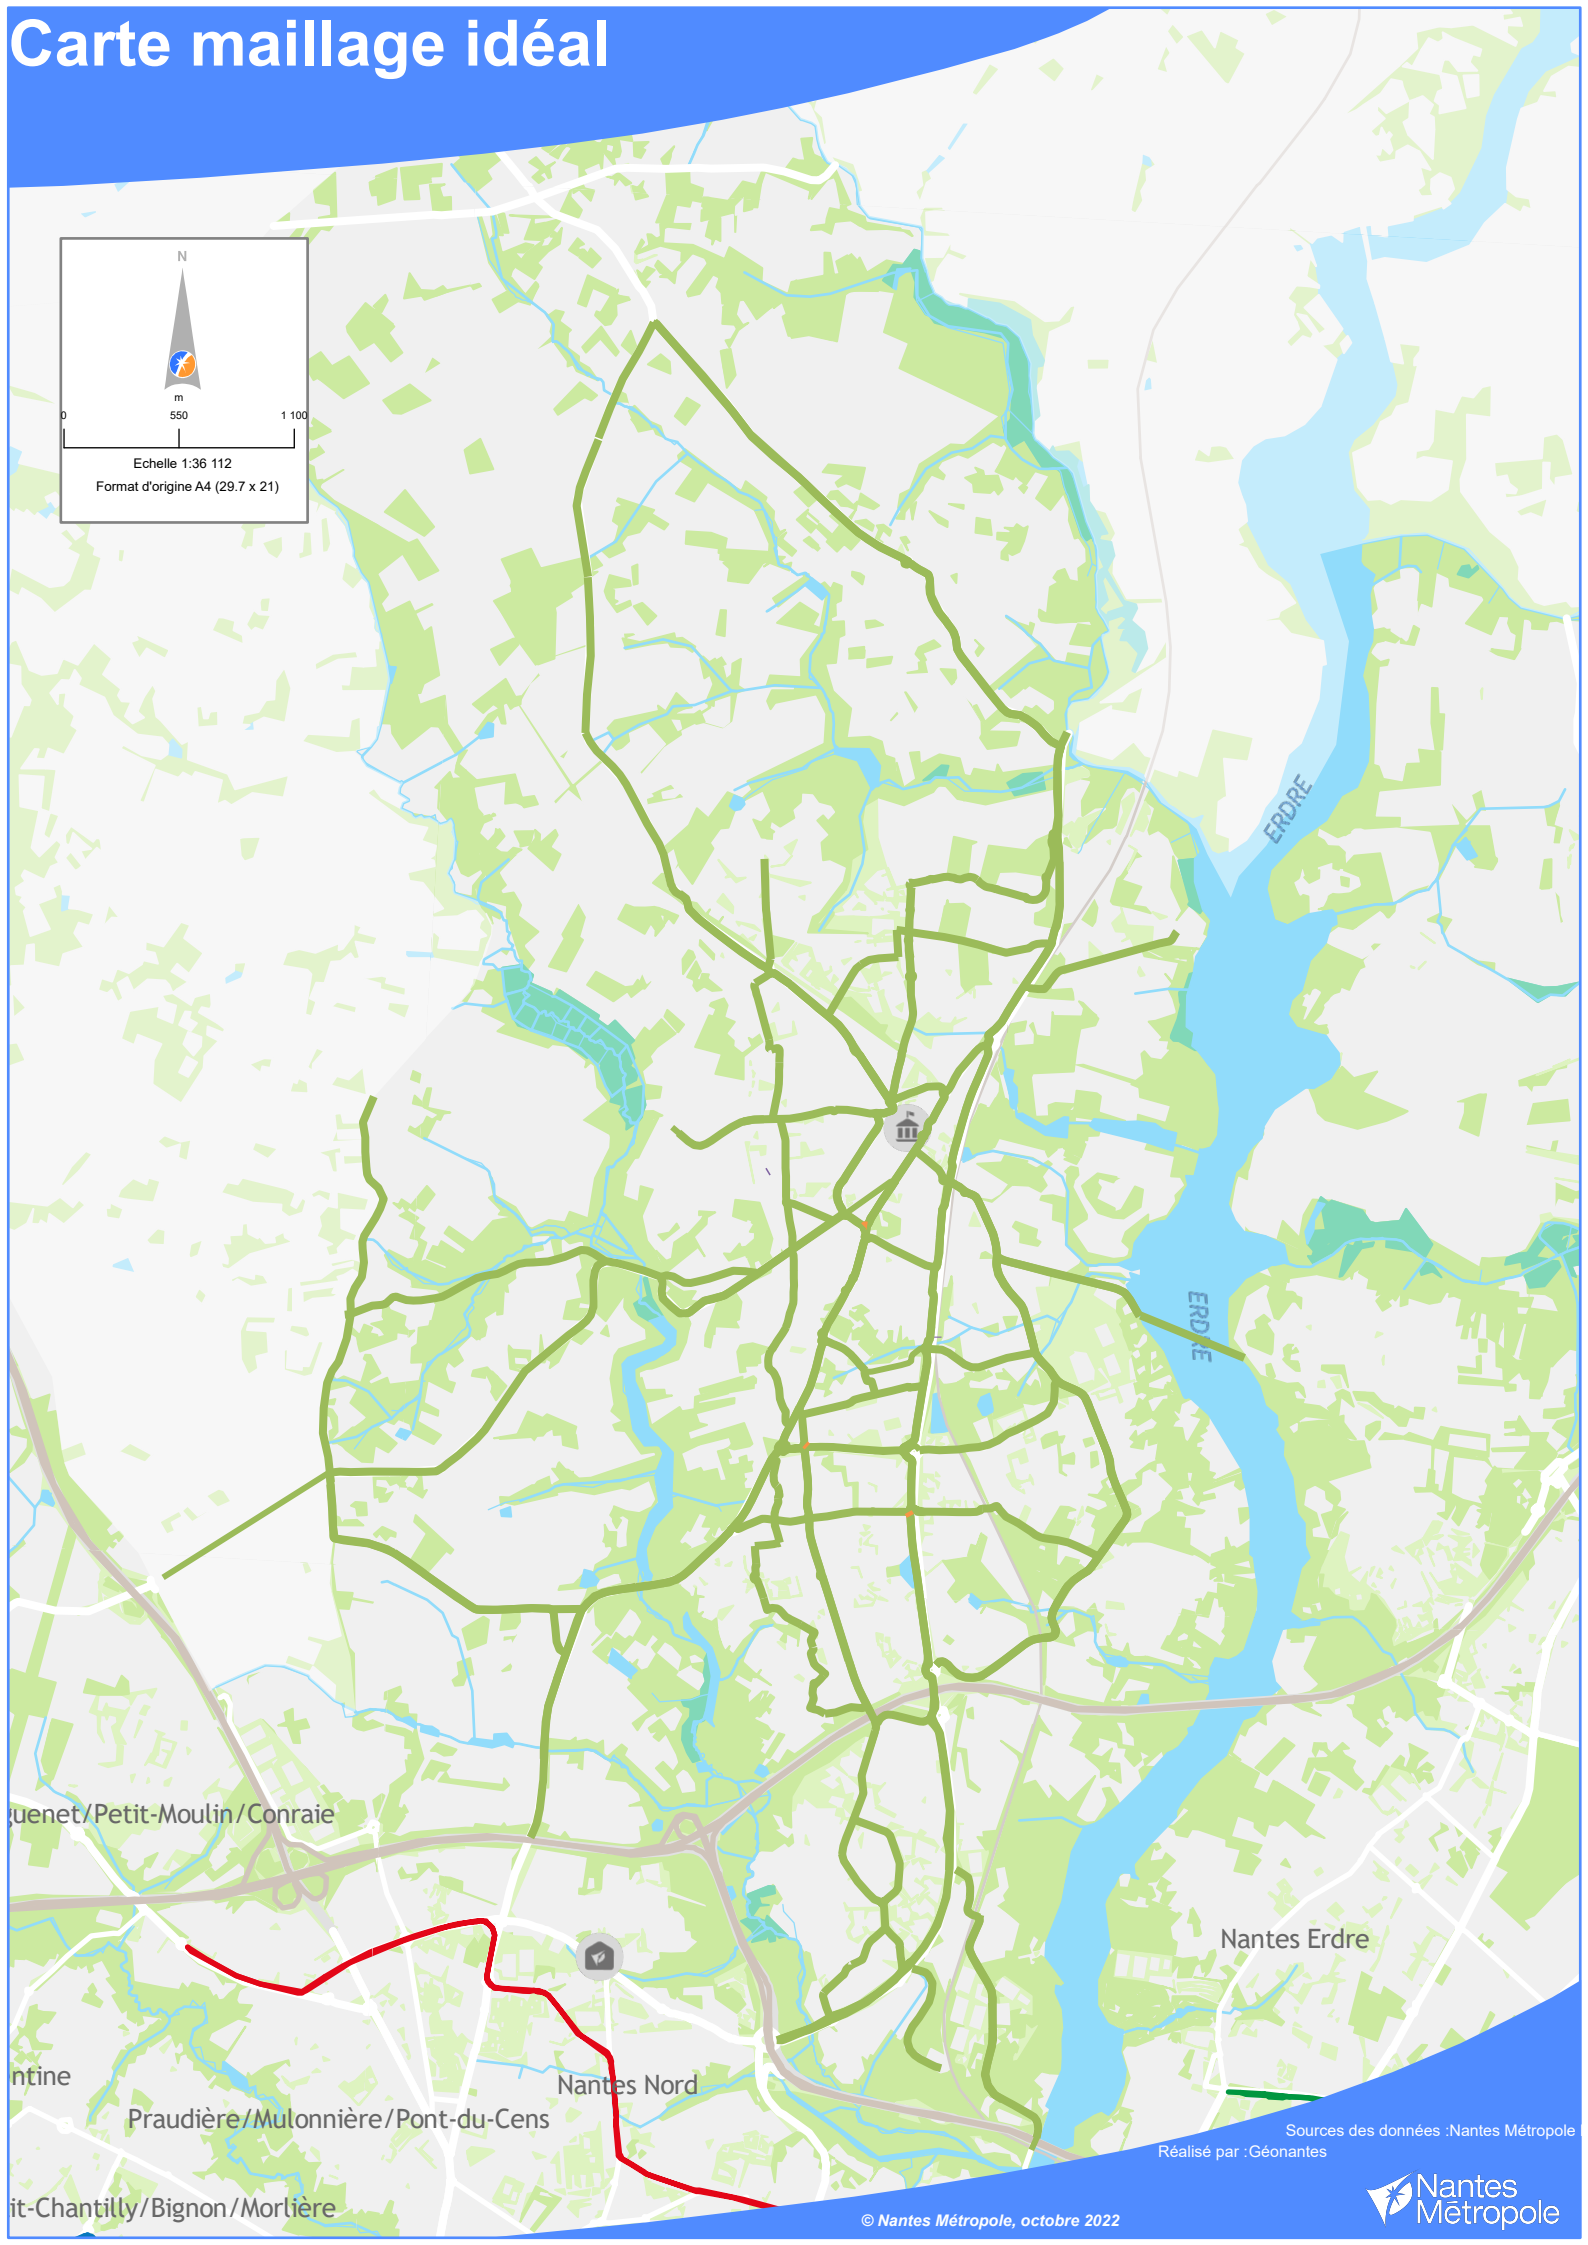 Carte maillage idéal
N
m
0 550 1 100
Echelle 1:36 112
Format d'origine A4 (29.7 x 21)
ERDRE
ERDRE
guenet/Petit-Moulin/Conraie
Nantes Erdre
ntine
Nantes Nord
Praudière/Mulonnière/Pont-du-Cens
Sources des données :Nantes Métropole
Réalisé par :Géonantes
it-Chantilly/Bignon/Morlière
Nantes
Métropole
© Nantes Métropole, octobre 2022